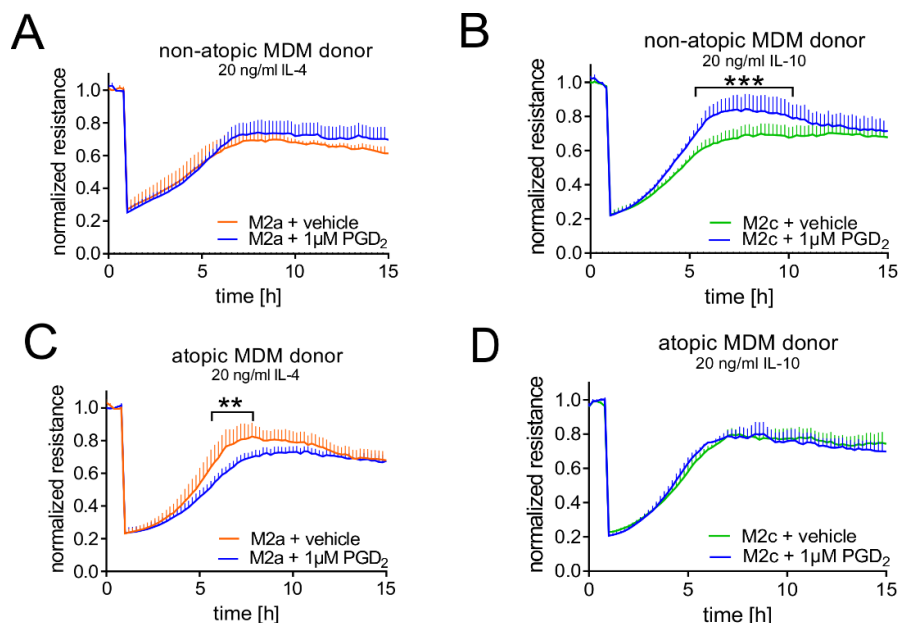 A
non-atopic MDM donor
20 ng/ml IL-4
normalized resistance
1.0
0.8
0.6
0.4
0.2
0.0
M2a + vehicle
M2a + 1µM PGD₂
0
5
10
15
time [h]
B
non-atopic MDM donor
20 ng/ml IL-10
***
normalized resistance
1.0
0.8
0.6
0.4
0.2
0.0
M2c + vehicle
M2c + 1µM PGD₂
0
5
10
15
time [h]
C
atopic MDM donor
20 ng/ml IL-4
**
normalized resistance
1.0
0.8
0.6
0.4
0.2
0.0
M2a + vehicle
M2a + 1µM PGD₂
0
5
10
15
time [h]
D
atopic MDM donor
20 ng/ml IL-10
normalized resistance
1.0
0.8
0.6
0.4
0.2
0.0
M2c + vehicle
M2c + 1µM PGD₂
0
5
10
15
time [h]